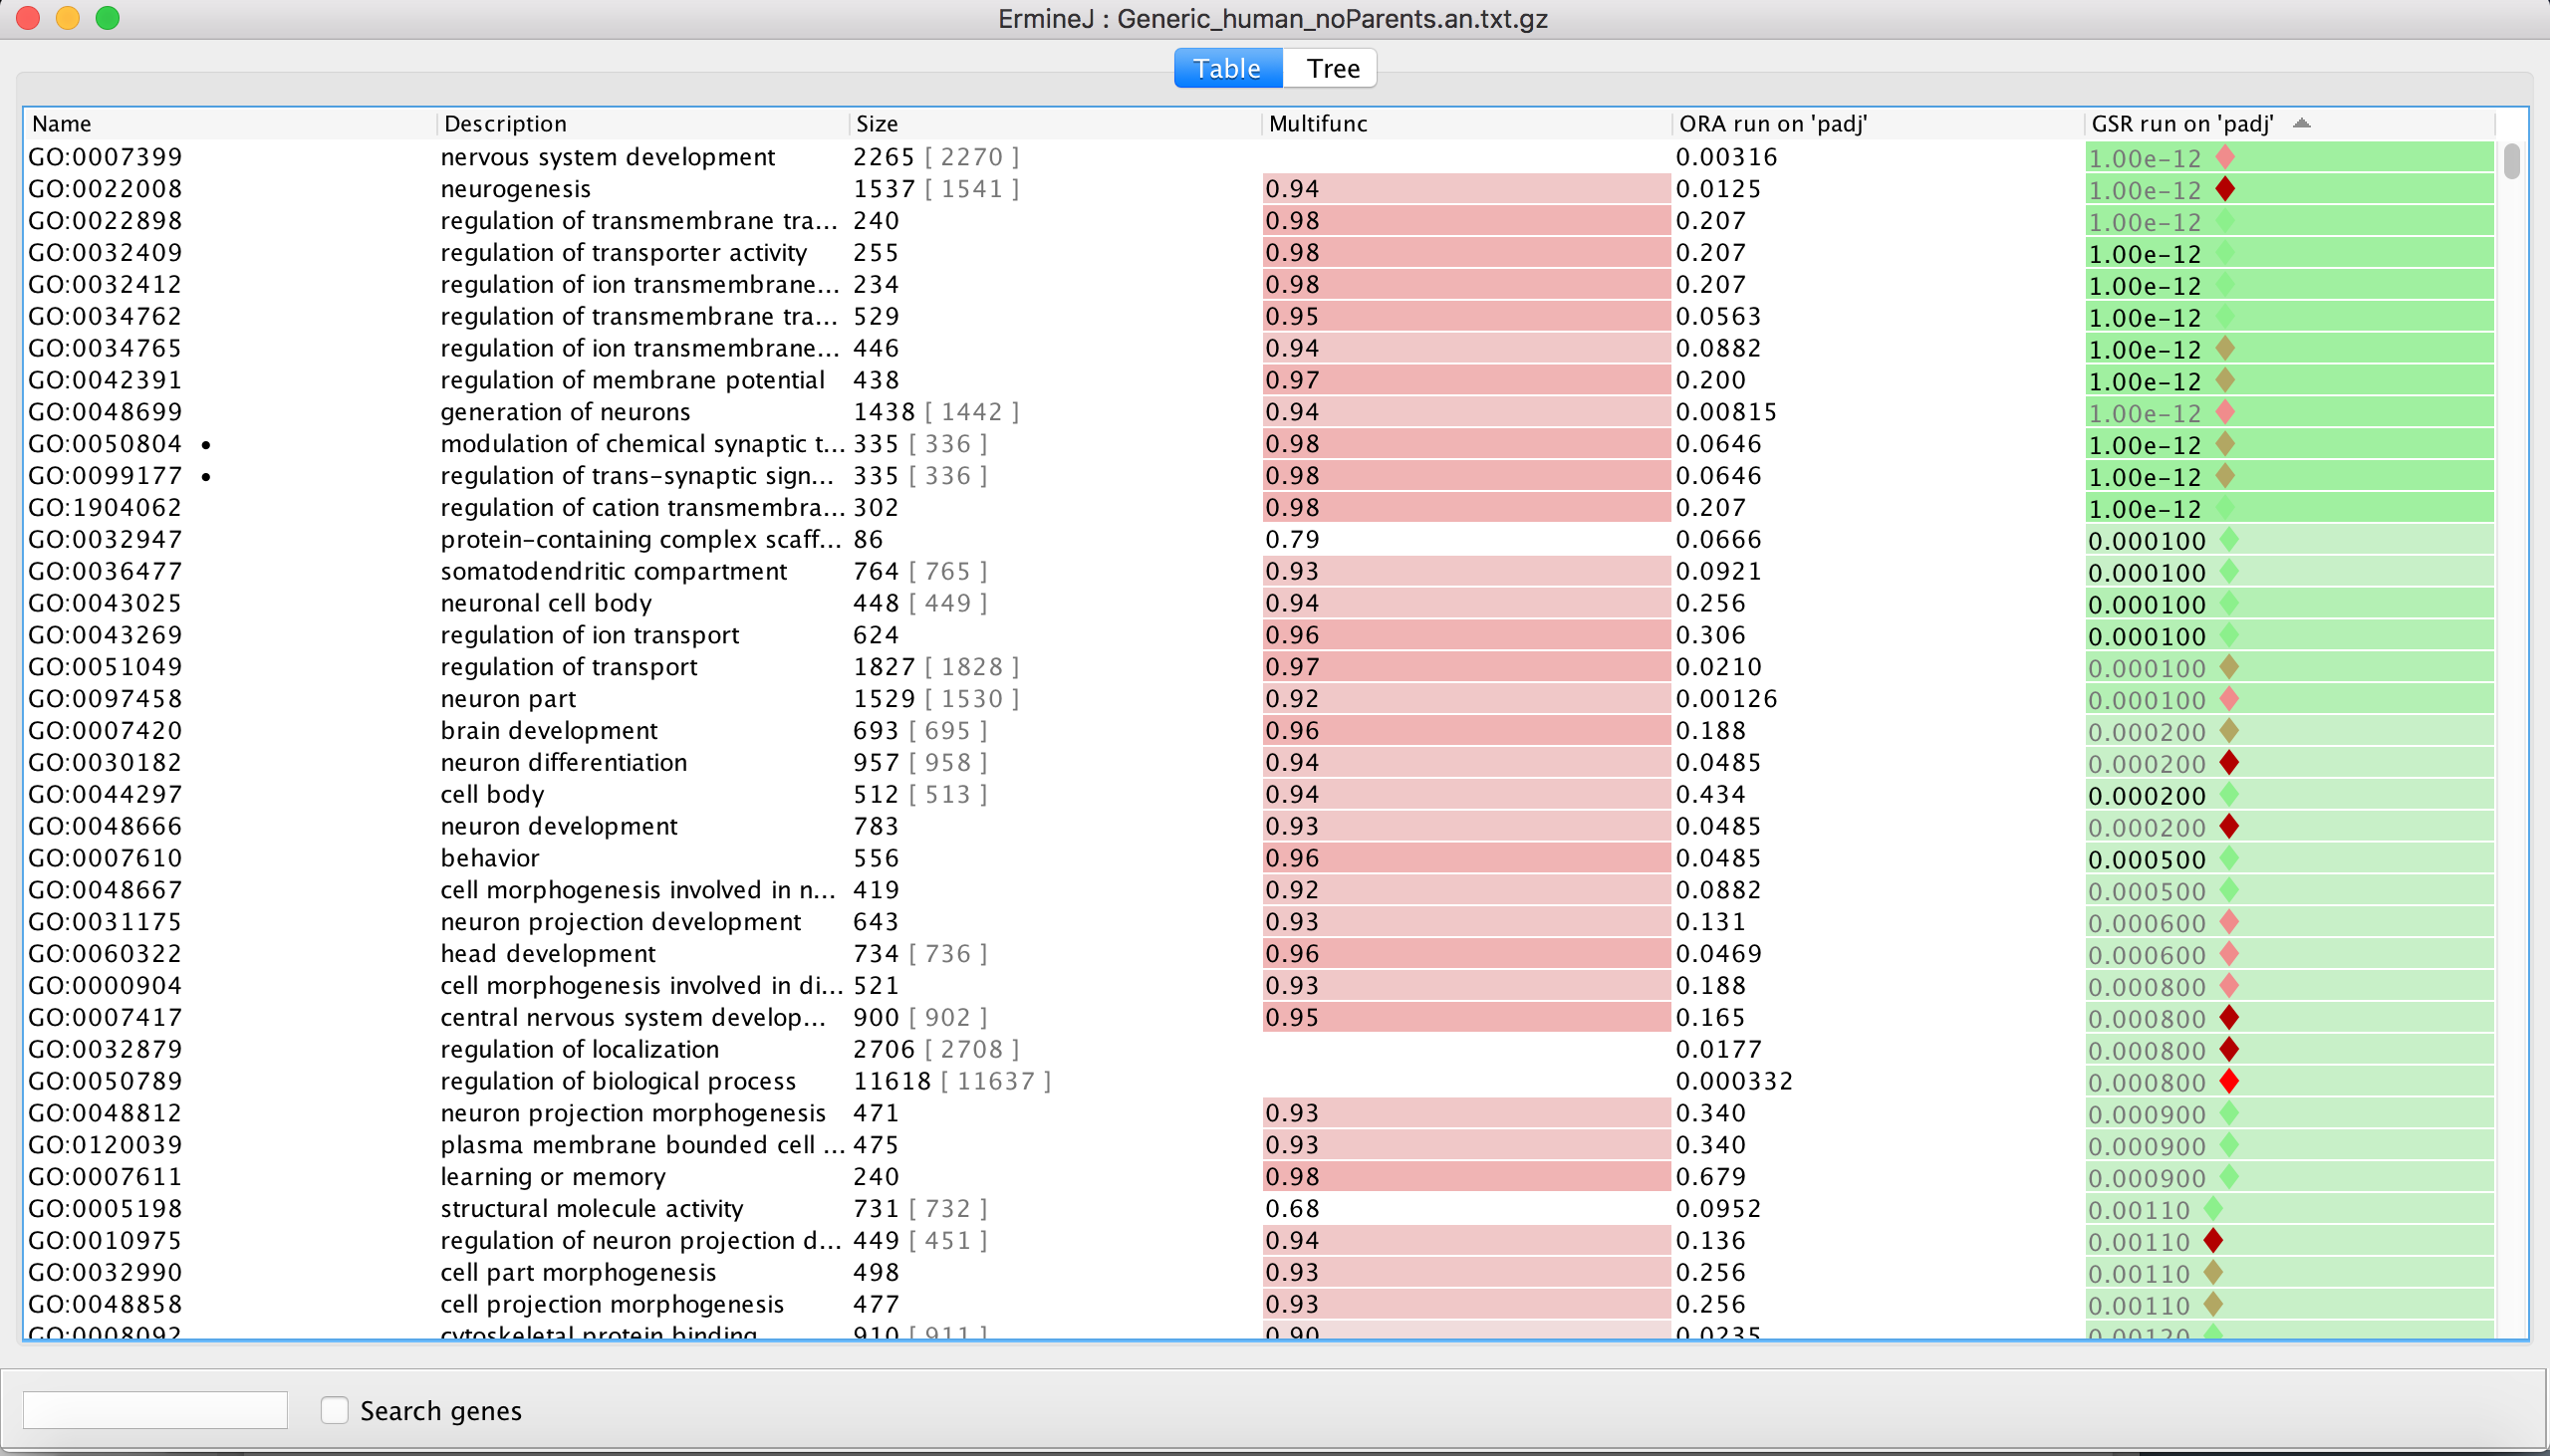 ErmineJ : Generic_human_noParents.an.txt.gz
Table Tree
Name Description Size Multifunc ORA run on 'padj' GSR run on 'padj'
GO:0007399 nervous system development 2265 [ 2270 ] 0.00316 1.00e-12
GO:0022008 neurogenesis 1537 [ 1541 ] 0.94 0.0125 1.00e-12
GO:0022898 regulation of transmembrane tra... 240 0.98 0.207 1.00e-12
GO:0032409 regulation of transporter activity 255 0.98 0.207 1.00e-12
GO:0032412 regulation of ion transmembrane... 234 0.98 0.207 1.00e-12
GO:0034762 regulation of transmembrane tra... 529 0.95 0.0563 1.00e-12
GO:0034765 regulation of ion transmembrane... 446 0.94 0.0882 1.00e-12
GO:0042391 regulation of membrane potential 438 0.97 0.200 1.00e-12
GO:0048699 generation of neurons 1438 [ 1442 ] 0.94 0.00815 1.00e-12
GO:0050804 • modulation of chemical synaptic t... 335 [ 336 ] 0.98 0.0646 1.00e-12
GO:0099177 • regulation of trans-synaptic sign... 335 [ 336 ] 0.98 0.0646 1.00e-12
GO:1904062 regulation of cation transmembra... 302 0.98 0.207 1.00e-12
GO:0032947 protein-containing complex scaff... 86 0.79 0.0666 0.000100
GO:0036477 somatodendritic compartment 764 [ 765 ] 0.93 0.0921 0.000100
GO:0043025 neuronal cell body 448 [ 449 ] 0.94 0.256 0.000100
GO:0043269 regulation of ion transport 624 0.96 0.306 0.000100
GO:0051049 regulation of transport 1827 [ 1828 ] 0.97 0.0210 0.000100
GO:0097458 neuron part 1529 [ 1530 ] 0.92 0.00126 0.000100
GO:0007420 brain development 693 [ 695 ] 0.96 0.188 0.000200
GO:0030182 neuron differentiation 957 [ 958 ] 0.94 0.0485 0.000200
GO:0044297 cell body 512 [ 513 ] 0.94 0.434 0.000200
GO:0048666 neuron development 783 0.93 0.0485 0.000200
GO:0007610 behavior 556 0.96 0.0485 0.000500
GO:0048667 cell morphogenesis involved in n... 419 0.92 0.0882 0.000500
GO:0031175 neuron projection development 643 0.93 0.131 0.000600
GO:0060322 head development 734 [ 736 ] 0.96 0.0469 0.000600
GO:0000904 cell morphogenesis involved in di... 521 0.93 0.188 0.000800
GO:0007417 central nervous system develop... 900 [ 902 ] 0.95 0.165 0.000800
GO:0032879 regulation of localization 2706 [ 2708 ] 0.0177 0.000800
GO:0050789 regulation of biological process 11618 [ 11637 ] 0.000332 0.000800
GO:0048812 neuron projection morphogenesis 471 0.93 0.340 0.000900
GO:0120039 plasma membrane bounded cell ... 475 0.93 0.340 0.000900
GO:0007611 learning or memory 240 0.98 0.679 0.000900
GO:0005198 structural molecule activity 731 [ 732 ] 0.68 0.0952 0.00110
GO:0010975 regulation of neuron projection d... 449 [ 451 ] 0.94 0.136 0.00110
GO:0032990 cell part morphogenesis 498 0.93 0.256 0.00110
GO:0048858 cell projection morphogenesis 477 0.93 0.256 0.00110
GO:0008092 cytoskeletal protein binding 910 [ 911 ] 0.90 0.0235 0.00120
Search genes